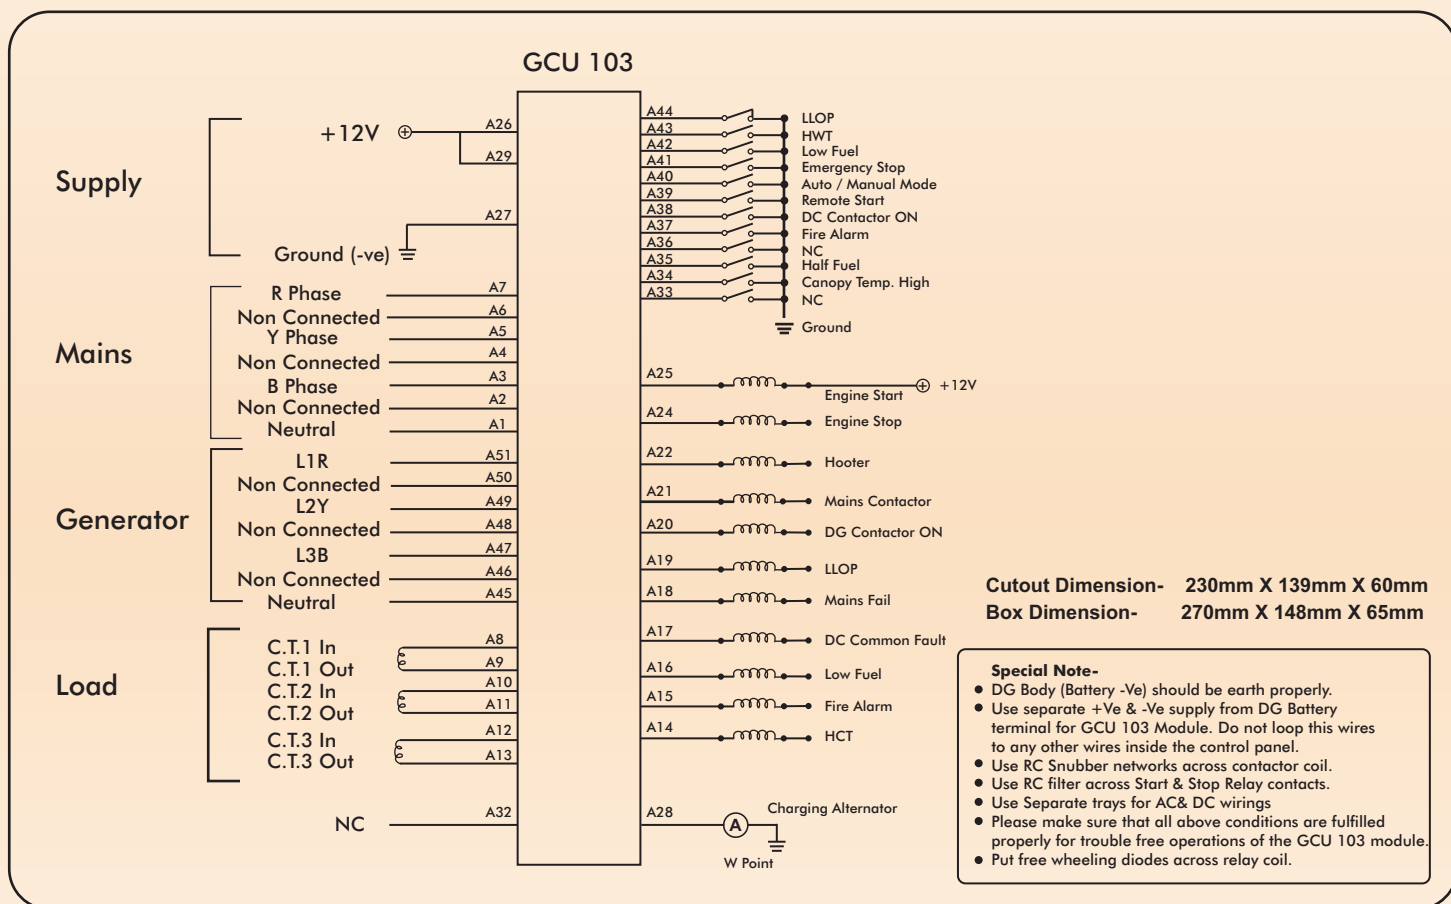 GCU 103
Supply
+12V
A26
A29
A27
Ground (-ve)
Mains
R Phase
A7
Non Connected
A6
Y Phase
A5
Non Connected
A4
B Phase
A3
Non Connected
A2
Neutral
A1
Generator
L1R
A51
Non Connected
A50
L2Y
A49
Non Connected
A48
L3B
A47
Non Connected
A46
Neutral
A45
Load
C.T.1 In
A8
C.T.1 Out
A9
C.T.2 In
A10
C.T.2 Out
A11
C.T.3 In
A12
C.T.3 Out
A13
NC
A32
A44
LLOP
A43
HWT
A42
Low Fuel
A41
Emergency Stop
A40
Auto / Manual Mode
A39
Remote Start
A38
DC Contactor ON
A37
Fire Alarm
A36
NC
A35
Half Fuel
A34
Canopy Temp. High
A33
NC
Ground
A25
Engine Start
+12V
A24
Engine Stop
A22
Hooter
A21
Mains Contactor
A20
DG Contactor ON
A19
LLOP
A18
Mains Fail
A17
DC Common Fault
A16
Low Fuel
A15
Fire Alarm
A14
HCT
A28
A
Charging Alternator
W Point
Cutout Dimension- 230mm X 139mm X 60mm
Box Dimension- 270mm X 148mm X 65mm
Special Note-
● DG Body (Battery -Ve) should be earth properly.
● Use separate +Ve & -Ve supply from DG Battery
terminal for GCU 103 Module. Do not loop this wires
to any other wires inside the control panel.
● Use RC Snubber networks across contactor coil.
● Use RC filter across Start & Stop Relay contacts.
● Use Separate trays for AC& DC wirings
● Please make sure that all above conditions are fulfilled
properly for trouble free operations of the GCU 103 module.
● Put free wheeling diodes across relay coil.